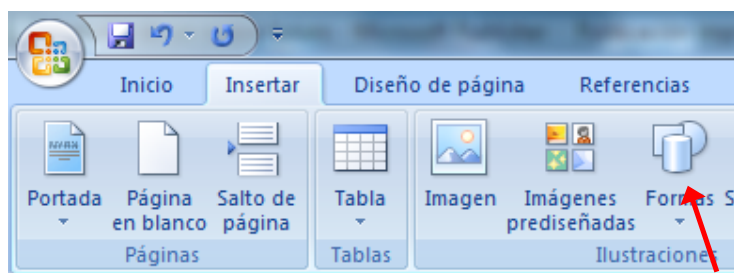 Inicio Insertar Diseño de página Referencias
Portada Página en blanco Salto de página Tabla Imagen Imágenes prediseñadas Formas S
Páginas Tablas Ilustraciones